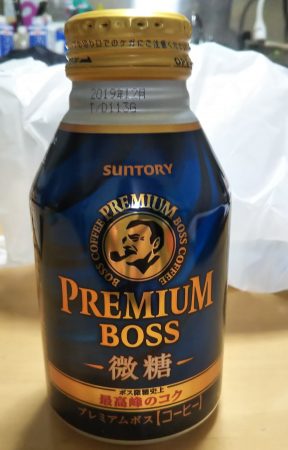 2019年12月
T/D113G
SUNTORY
PREMIUM
BOSS COFFEE
BOSS COFFEE
PREMIUM
BOSS
微糖
ボス微糖史上
最高峰のコク
プレミアムボス [コーヒー]